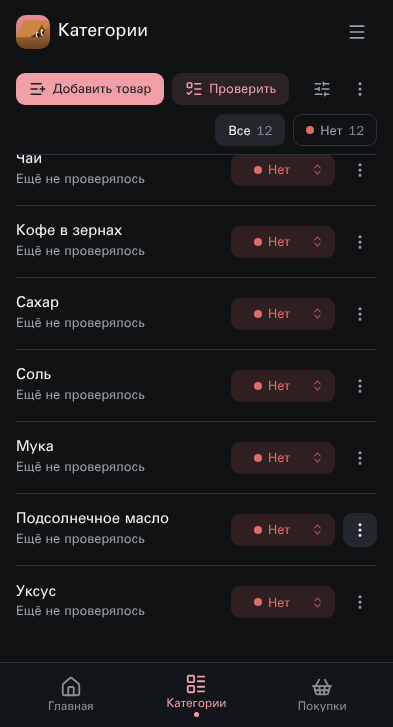 Категории
Добавить товар
Проверить
Все 12
Нет 12
Чай
Ещё не проверялось
Нет
Кофе в зернах
Ещё не проверялось
Нет
Сахар
Ещё не проверялось
Нет
Соль
Ещё не проверялось
Нет
Мука
Ещё не проверялось
Нет
Подсолнечное масло
Ещё не проверялось
Нет
Уксус
Ещё не проверялось
Нет
Главная
Категории
Покупки